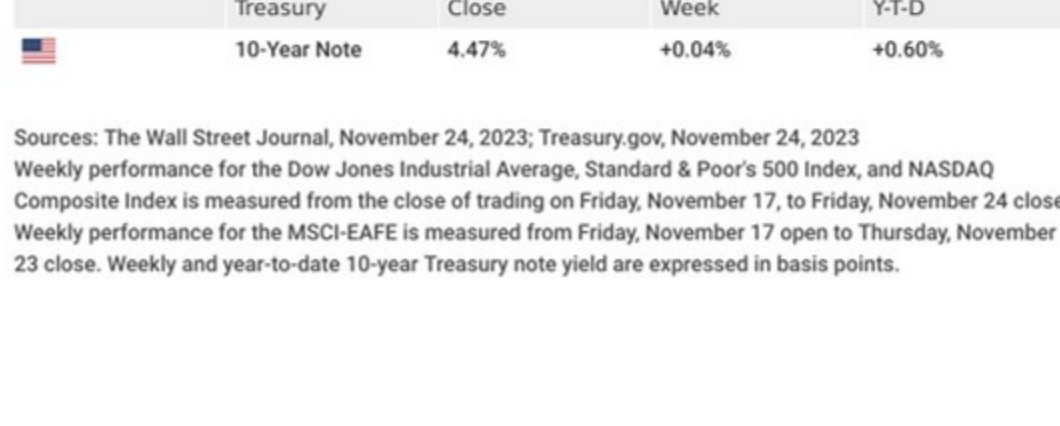 Treasury Close Week Y-T-D
10-Year Note 4.47% +0.04% +0.60%
Sources: The Wall Street Journal, November 24, 2023; Treasury.gov, November 24, 2023
Weekly performance for the Dow Jones Industrial Average, Standard & Poor's 500 Index, and NASDAQ
Composite Index is measured from the close of trading on Friday, November 17, to Friday, November 24 close
Weekly performance for the MSCI-EAFE is measured from Friday, November 17 open to Thursday, November
23 close. Weekly and year-to-date 10-year Treasury note yield are expressed in basis points.